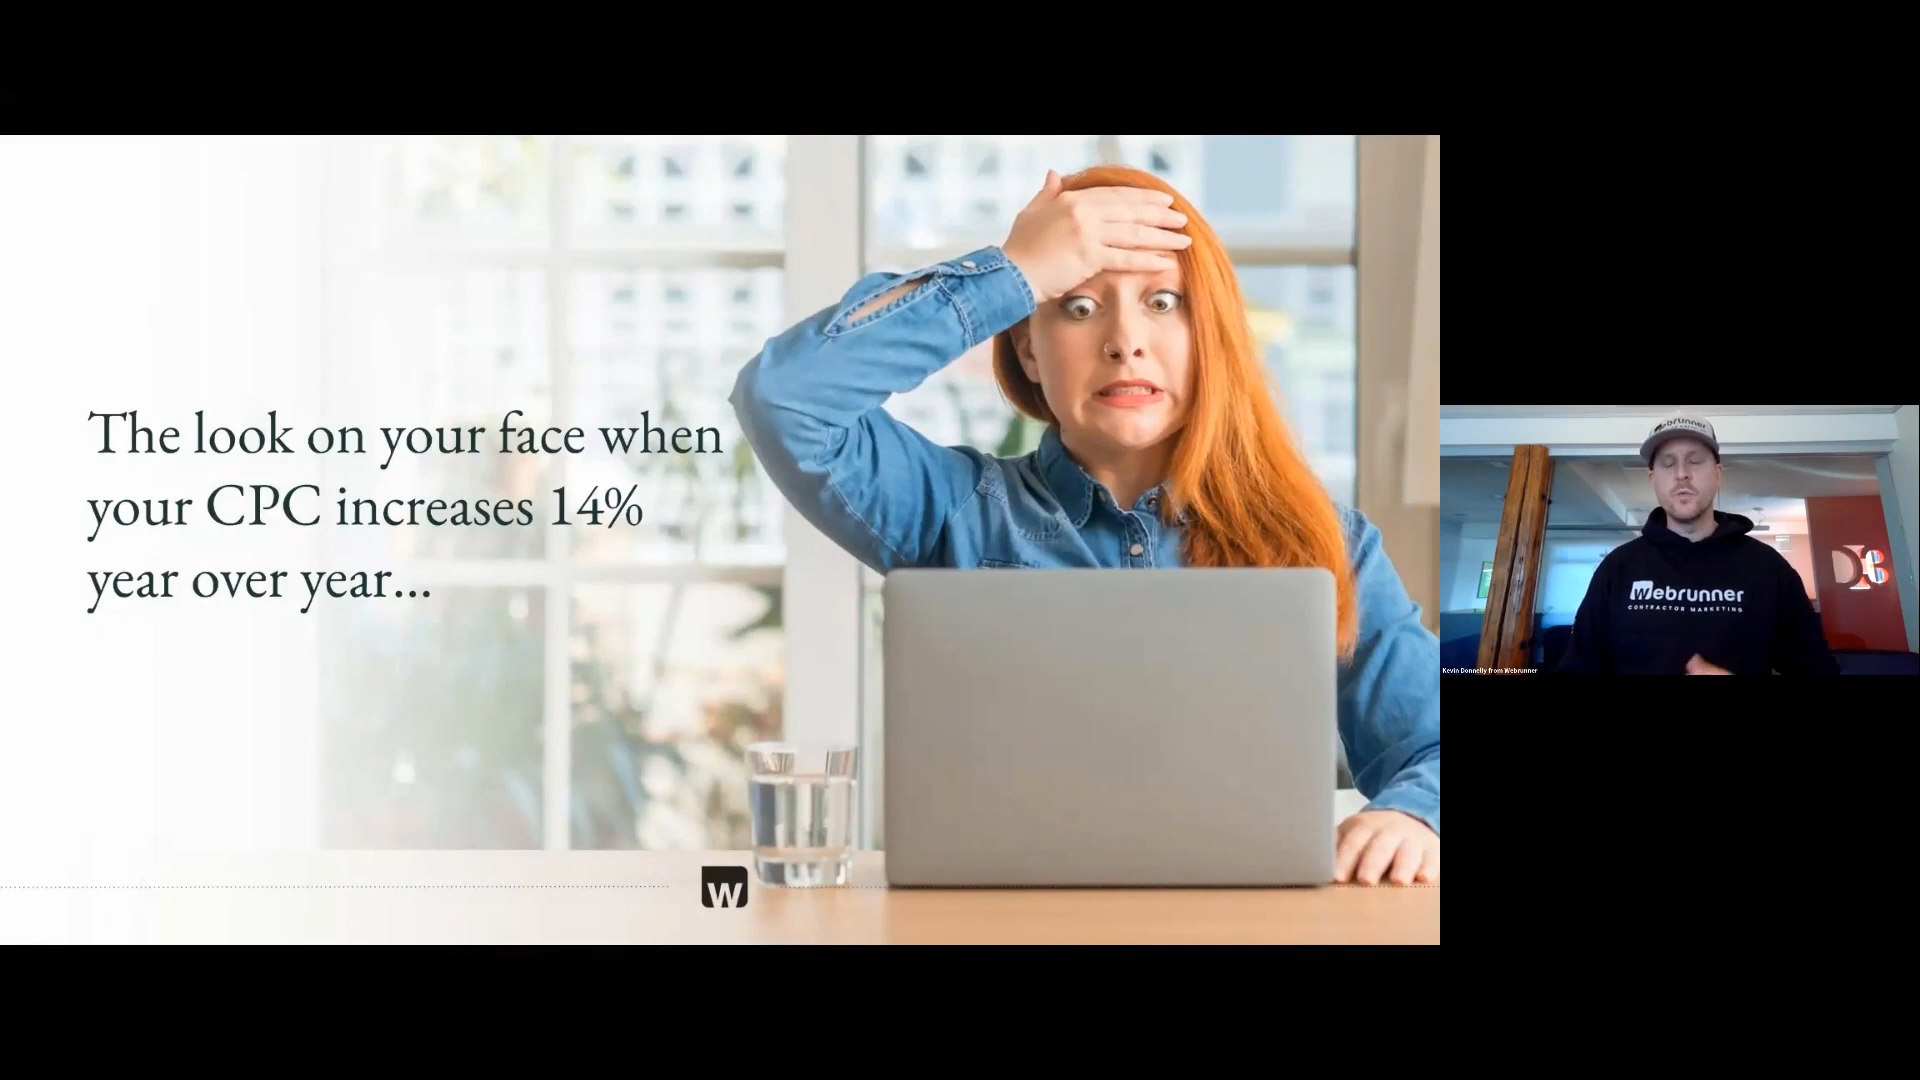 The look on your face when
your CPC increases 14%
year over year...
W
Webrunner
Webrunner
CONTRACTOR MARKETING
Kevin Donnelly from Webrunner